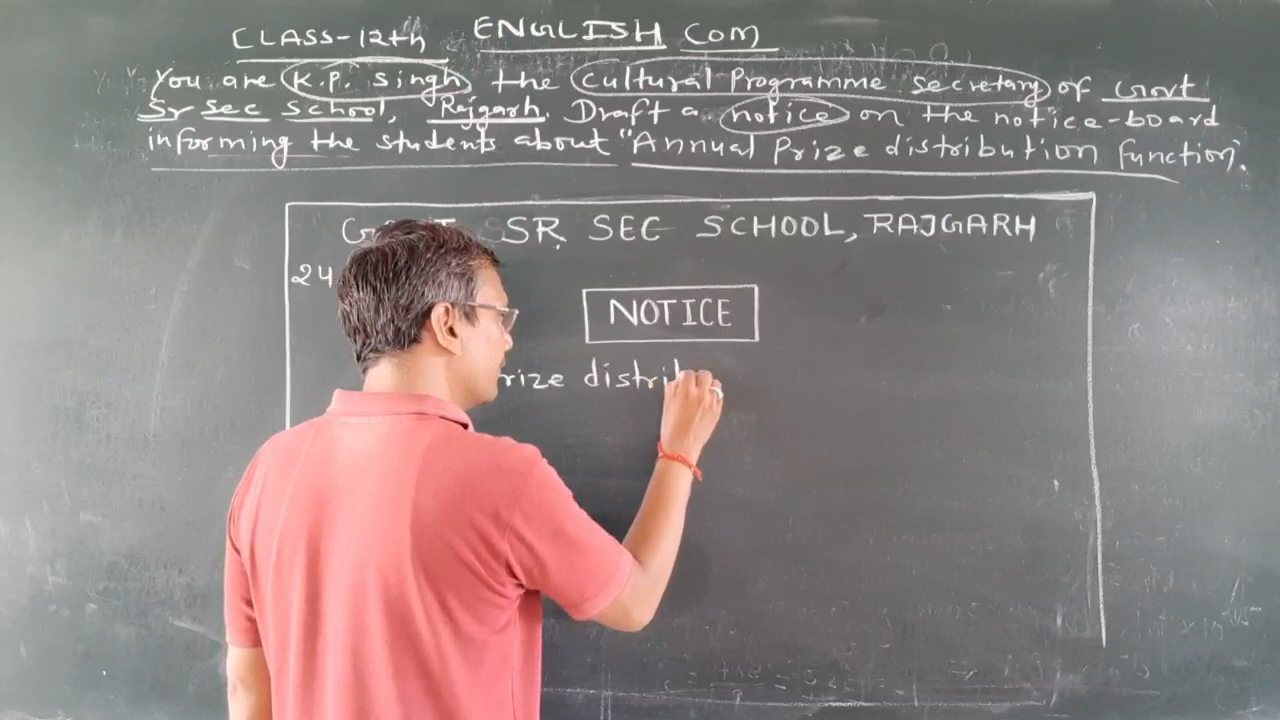 CLASS-12th ENGLISH COM
You are K.P. Singh the Cultural Programme secretary of Govt
Sr Sec School, Rajgarh. Draft a notice on the notice-board
informing the students about "Annual Prize distribution function".
SR SEC SCHOOL, RAJGARH
24
NOTICE
rize distrib